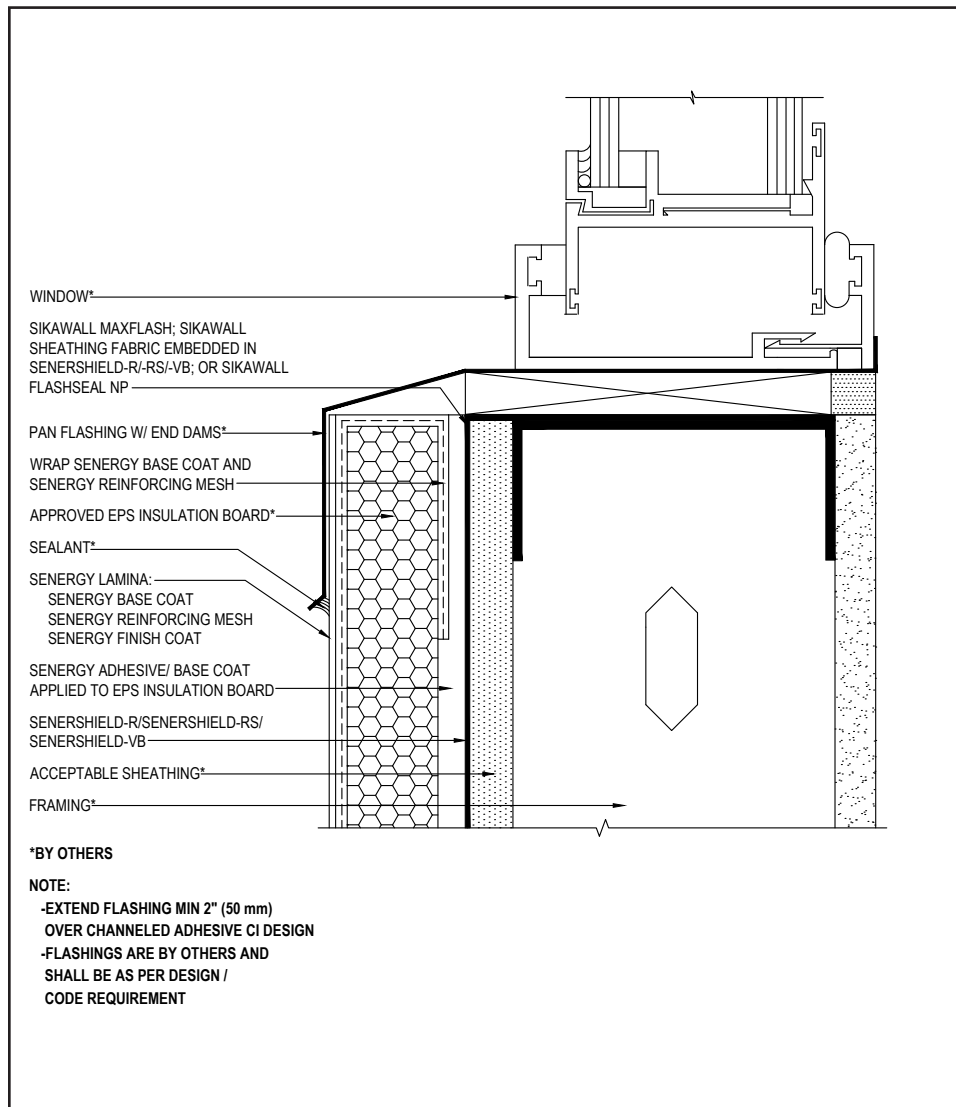 WINDOW*
SIKAWALL MAXFLASH; SIKAWALL
SHEATHING FABRIC EMBEDDED IN
SENERSHIELD-R/-RS/-VB; OR SIKAWALL
FLASHSEAL NP
PAN FLASHING W/ END DAMS*
WRAP SENERGY BASE COAT AND
SENERGY REINFORCING MESH
APPROVED EPS INSULATION BOARD*
SEALANT*
SENERGY LAMINA:
SENERGY BASE COAT
SENERGY REINFORCING MESH
SENERGY FINISH COAT
SENERGY ADHESIVE/ BASE COAT
APPLIED TO EPS INSULATION BOARD
SENERSHIELD-R/SENERSHIELD-RS/
SENERSHIELD-VB
ACCEPTABLE SHEATHING*
FRAMING*
*BY OTHERS
NOTE:
-EXTEND FLASHING MIN 2" (50 mm)
OVER CHANNELED ADHESIVE CI DESIGN
-FLASHINGS ARE BY OTHERS AND
SHALL BE AS PER DESIGN /
CODE REQUIREMENT